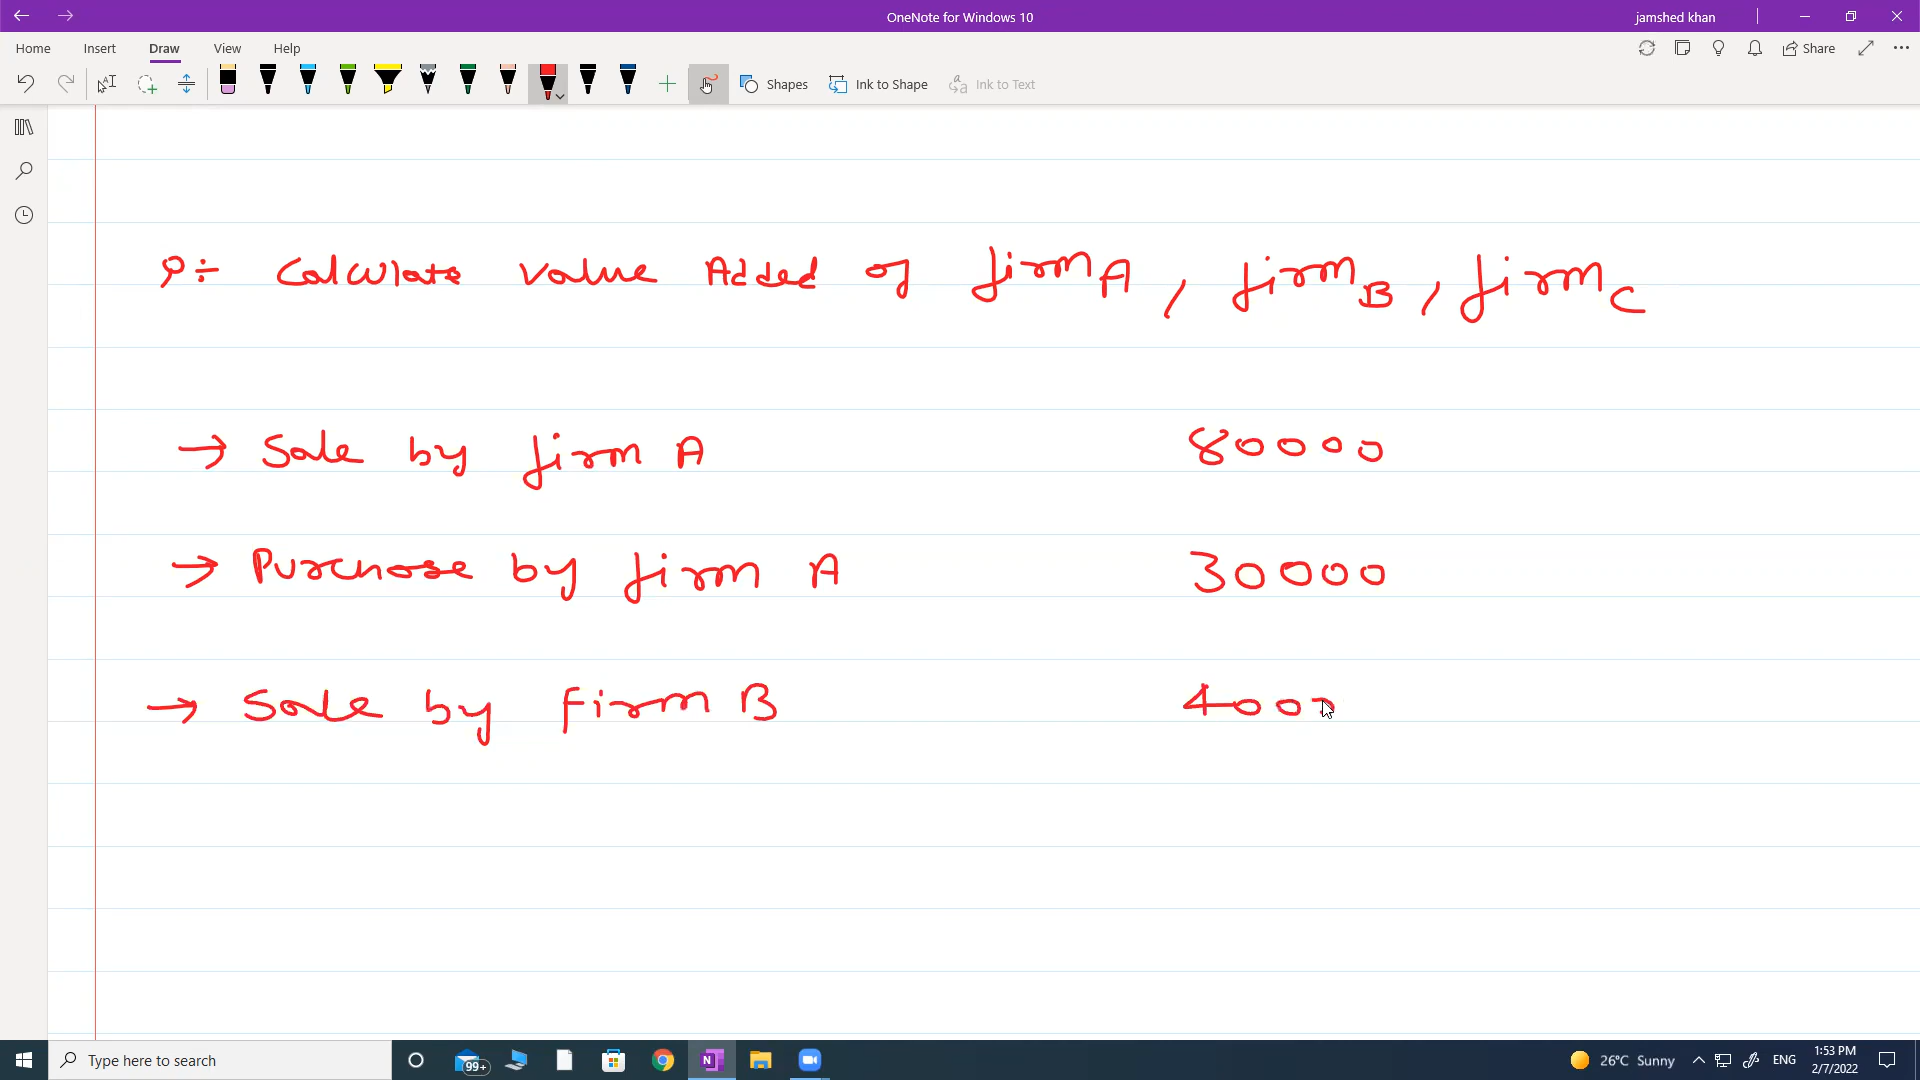 OneNote for Windows 10
jamshed khan
Home Insert Draw View Help
Share
Shapes Ink to Shape Ink to Text
Q÷ Calculate Value Added of firm A, firm B, firm C
→ Sale by firm A 80000
→ Purchase by firm A 30000
→ Sale by Firm B 4000
Type here to search
99+
26°C Sunny
ENG
1:53 PM
2/7/2022